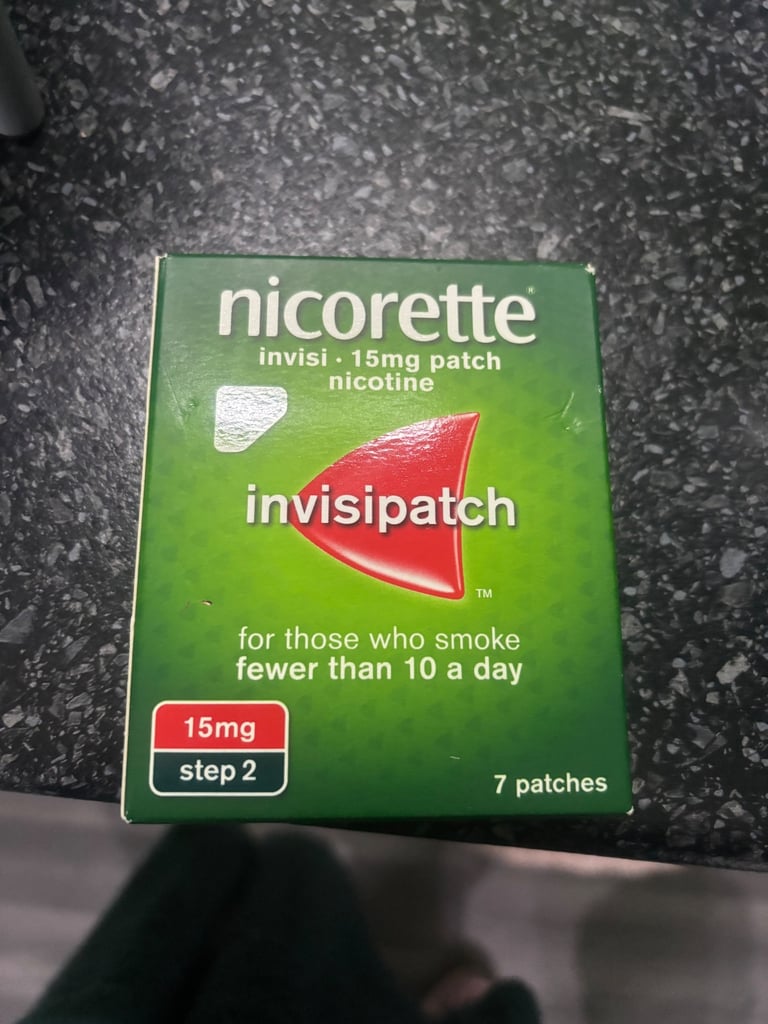 nicorette®
invisi · 15mg patch
nicotine
invisipatch
™
for those who smoke
fewer than 10 a day
15mg
step 2
7 patches